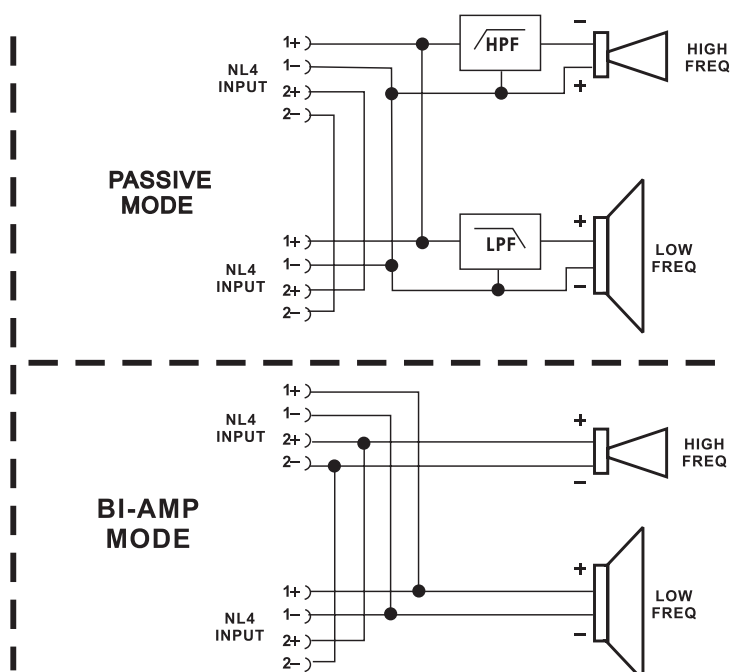 1+
1−
2+
2−
NL4
INPUT
HPF
−
+
HIGH
FREQ
PASSIVE
MODE
1+
1−
2+
2−
NL4
INPUT
LPF
+
−
LOW
FREQ
1+
1−
2+
2−
NL4
INPUT
+
−
HIGH
FREQ
BI-AMP
MODE
1+
1−
2+
2−
NL4
INPUT
+
−
LOW
FREQ